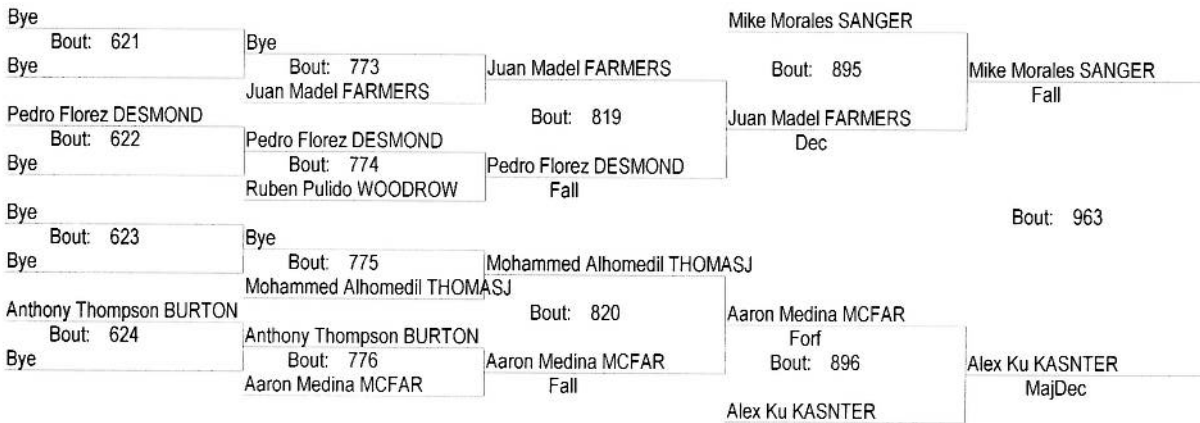 Bye
Bout: 621
Bye
Bye
Bout: 773
Juan Madel FARMERS
Pedro Florez DESMOND
Bout: 622
Bye
Pedro Florez DESMOND
Bout: 774
Ruben Pulido WOODROW
Juan Madel FARMERS
Bout: 819
Pedro Florez DESMOND
Fall
Bye
Bout: 623
Bye
Bye
Bout: 775
Mohammed Alhomedil THOMASJ
Anthony Thompson BURTON
Bout: 624
Bye
Anthony Thompson BURTON
Bout: 776
Aaron Medina MCFAR
Mohammed Alhomedil THOMASJ
Bout: 820
Aaron Medina MCFAR
Fall
Mike Morales SANGER
Bout: 895
Juan Madel FARMERS
Dec
Mike Morales SANGER
Fall
Bout: 963
Aaron Medina MCFAR
Forf
Bout: 896
Alex Ku KASNTER
Alex Ku KASNTER
MajDec